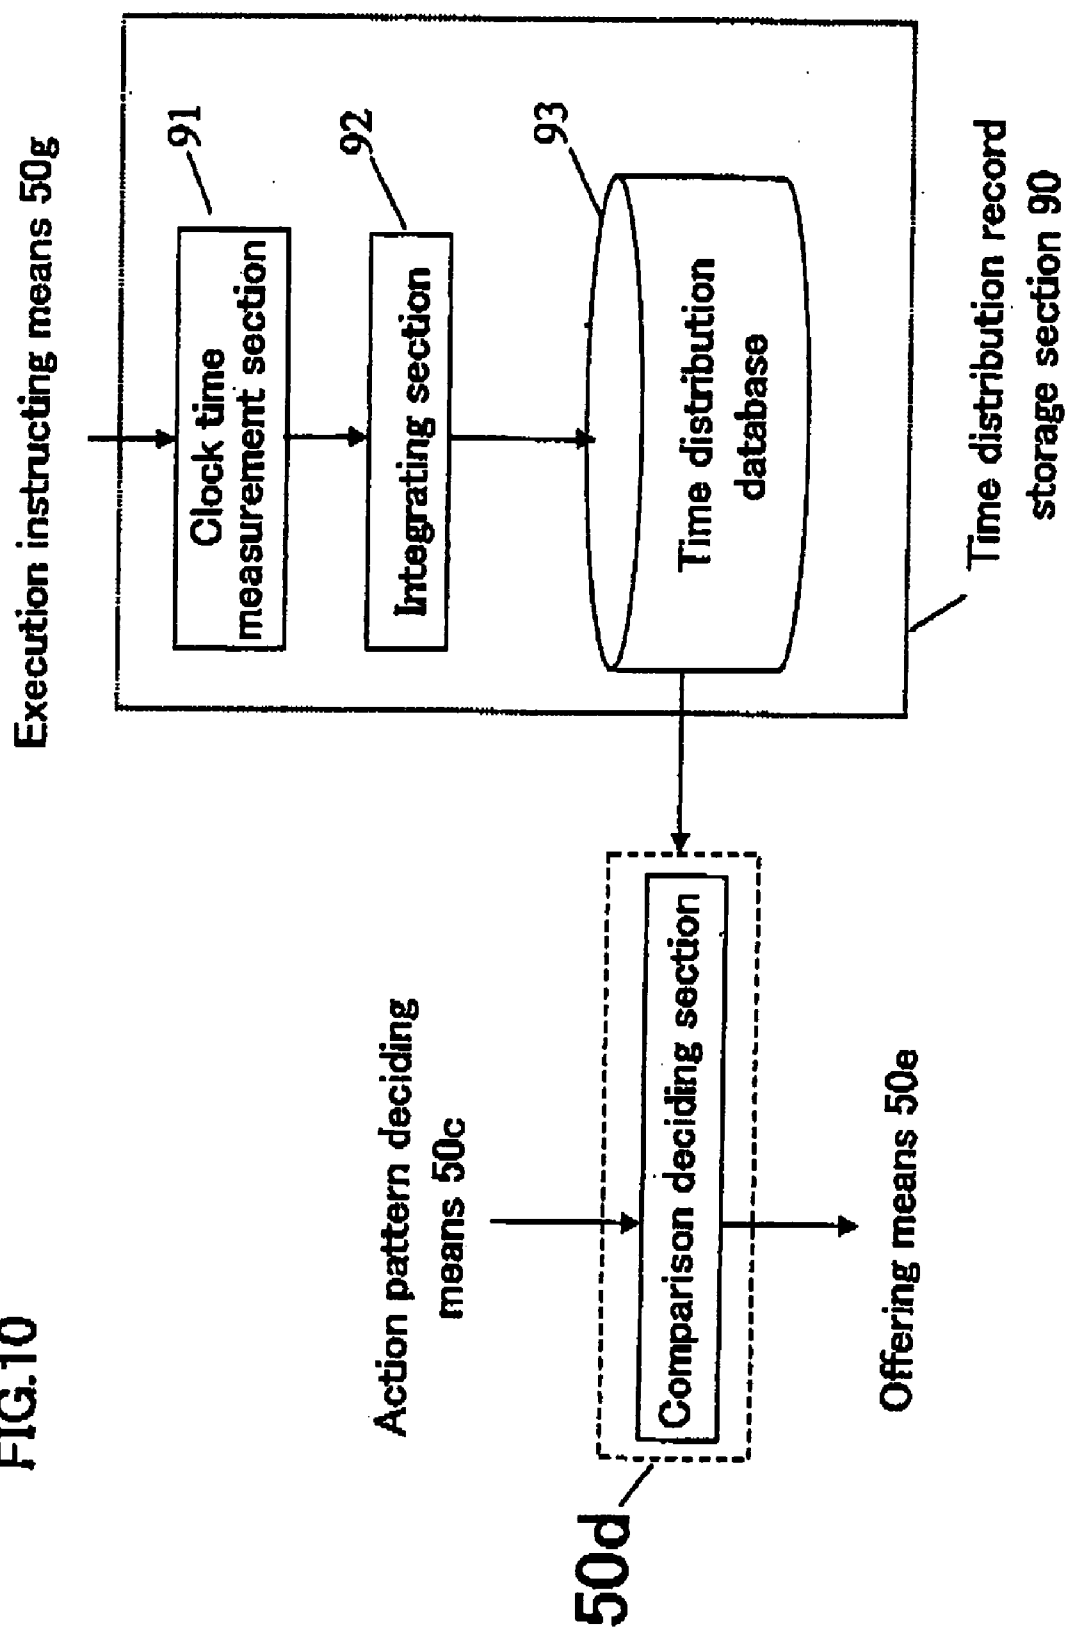 FIG.10
Execution instructing means 50g
91
Clock time
measurement section
92
Integrating section
93
Time distribution
database
Time distribution record
storage section 90
Action pattern deciding
means 50c
Comparison deciding section
50d
Offering means 50e